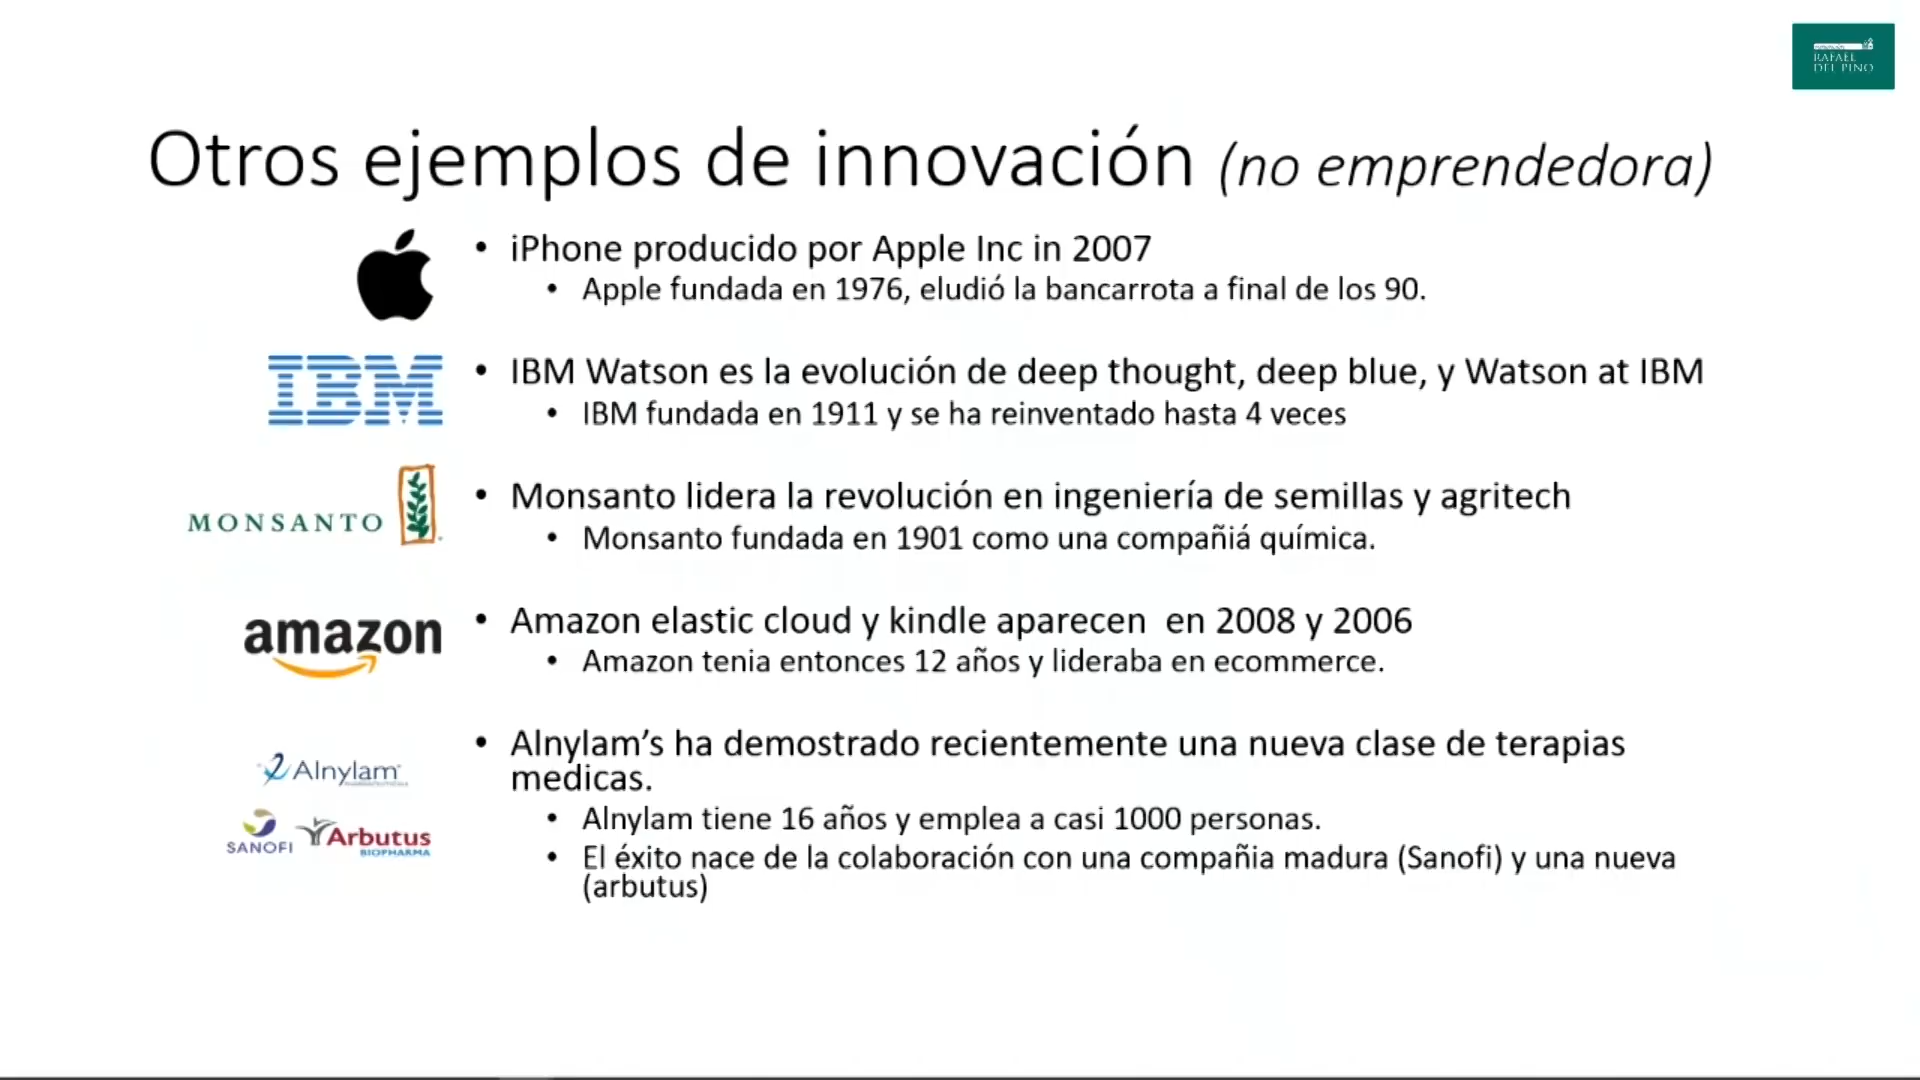 RAFAEL
DEL PINO
Otros ejemplos de innovación (no emprendedora)
• iPhone producido por Apple Inc in 2007
• Apple fundada en 1976, eludió la bancarrota a final de los 90.
IBM
• IBM Watson es la evolución de deep thought, deep blue, y Watson at IBM
• IBM fundada en 1911 y se ha reinventado hasta 4 veces
MONSANTO
• Monsanto lidera la revolución en ingeniería de semillas y agritech
• Monsanto fundada en 1901 como una compañiá química.
amazon
• Amazon elastic cloud y kindle aparecen  en 2008 y 2006
• Amazon tenia entonces 12 años y lideraba en ecommerce.
Alnylam
• Alnylam’s ha demostrado recientemente una nueva clase de terapias
medicas.
• Alnylam tiene 16 años y emplea a casi 1000 personas.
SANOFI Arbutus
BIOPHARMA
• El éxito nace de la colaboración con una compañia madura (Sanofi) y una nueva
(arbutus)